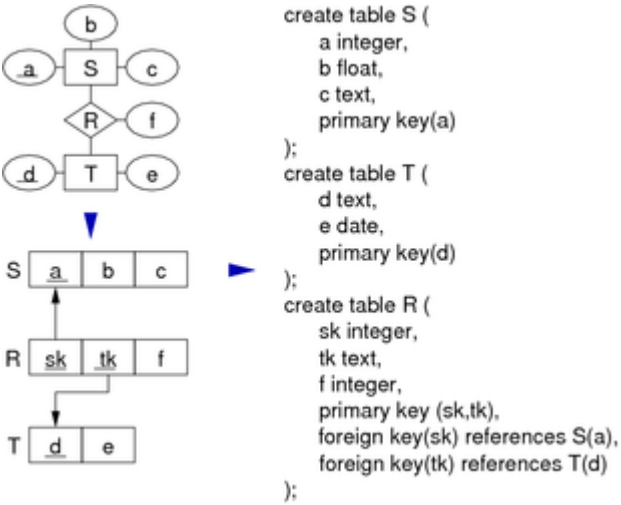 b
a S c
R f
d T e
S a b c
R sk tk f
T d e
create table S (
a integer,
b float,
c text,
primary key(a)
);
create table T (
d text,
e date,
primary key(d)
);
create table R (
sk integer,
tk text,
f integer,
primary key (sk,tk),
foreign key(sk) references S(a),
foreign key(tk) references T(d)
);